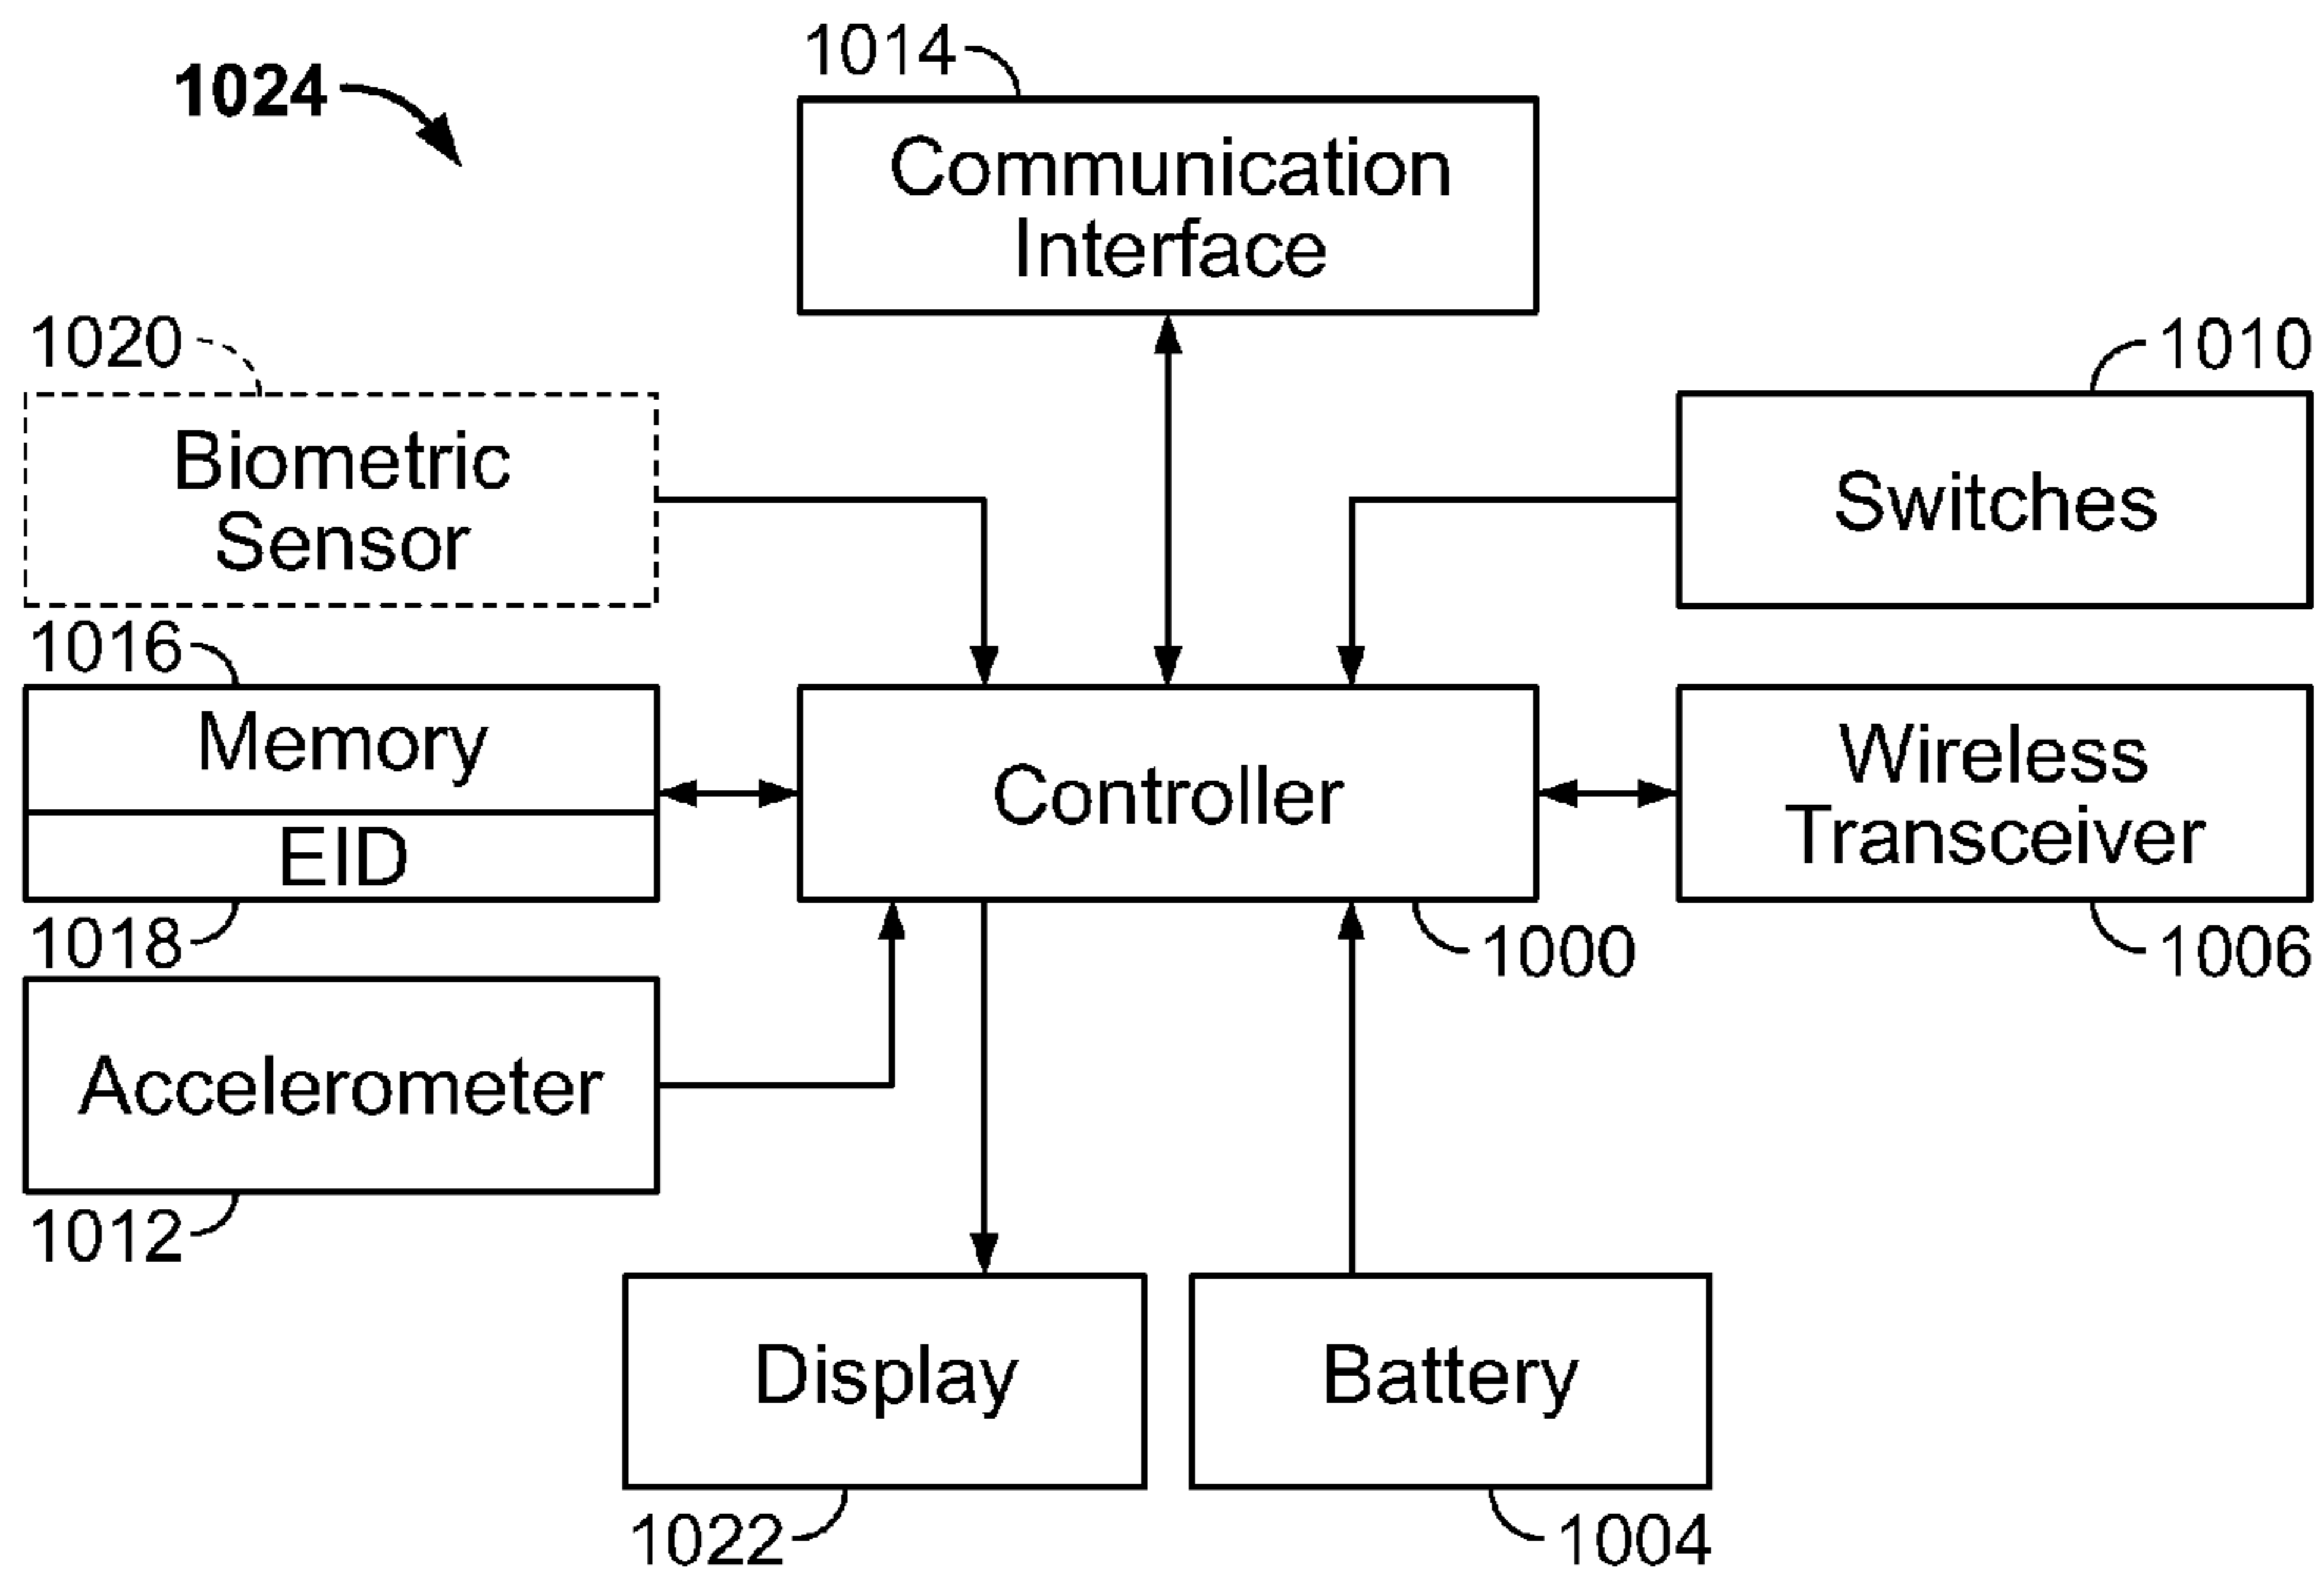 1014
1024
Communication
Interface
1020
1010
Biometric
Sensor
Switches
1016
Memory
EID
Controller
Wireless
Transceiver
1018
1000
1006
Accelerometer
1012
Display
Battery
1022
1004